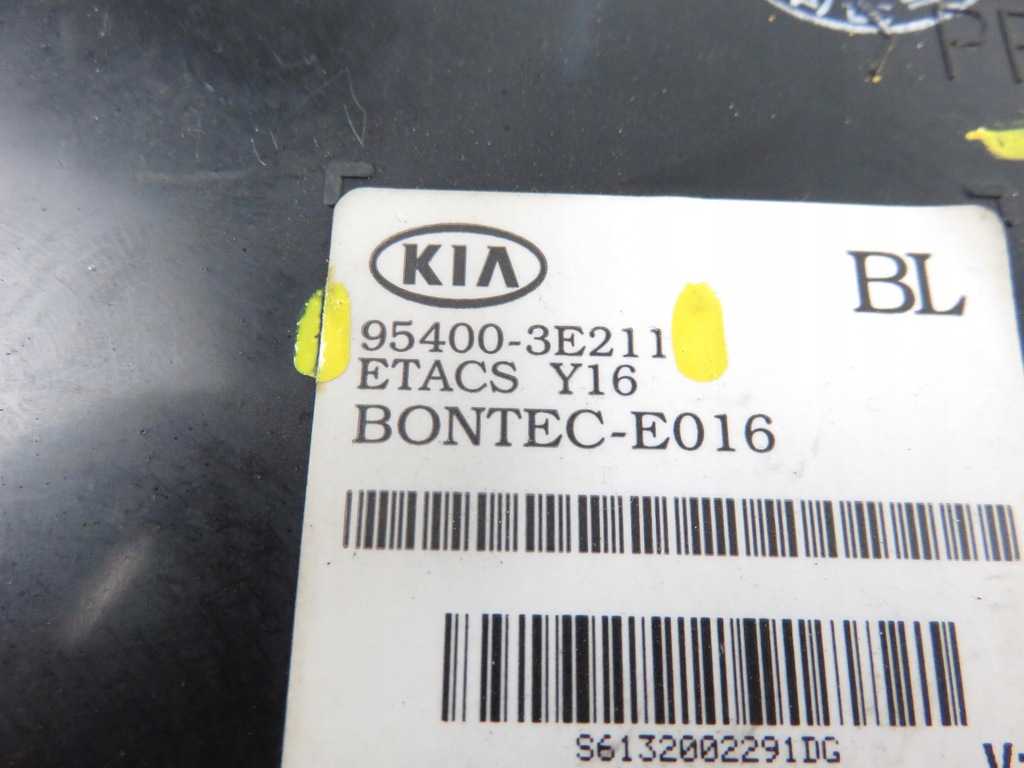 KIA
BL
95400-3E211
ETACS Y16
BONTEC-E016
S6132002291DG